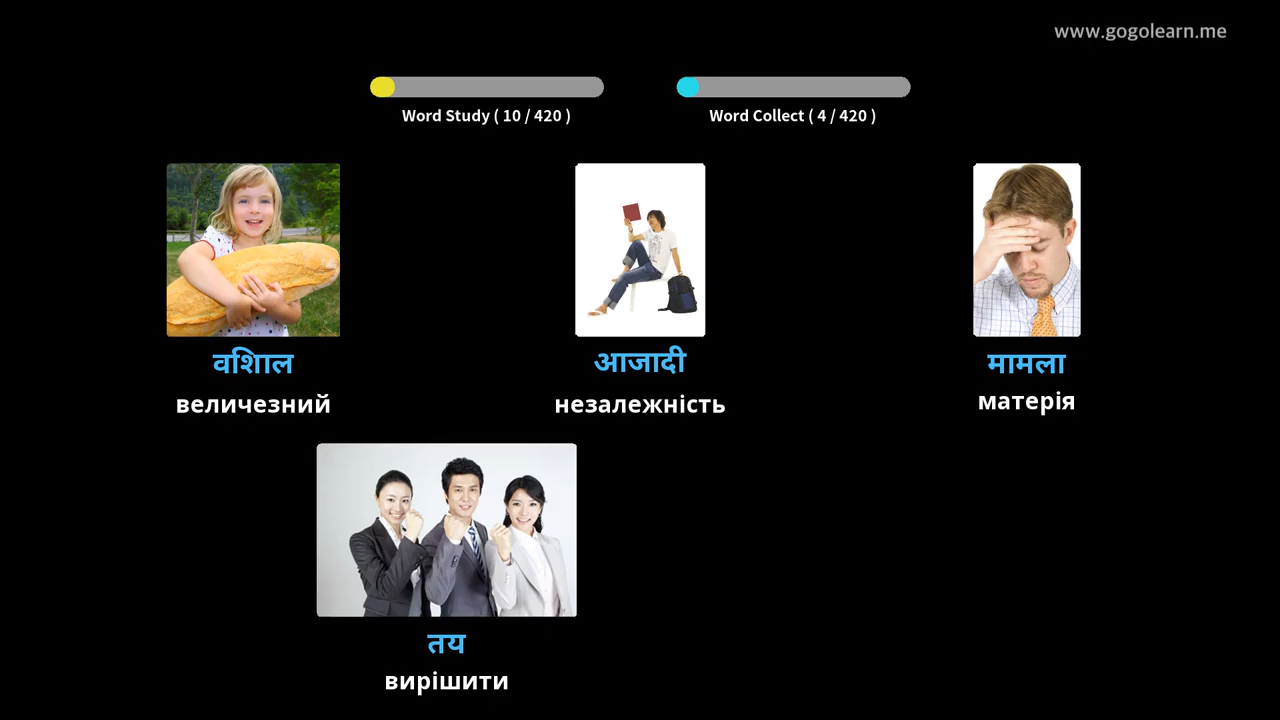 www.gogolearn.me
Word Study ( 10 / 420 )
Word Collect ( 4 / 420 )
वशिाल
величезний
आजादी
незалежність
मामला
матерія
तय
вирішити